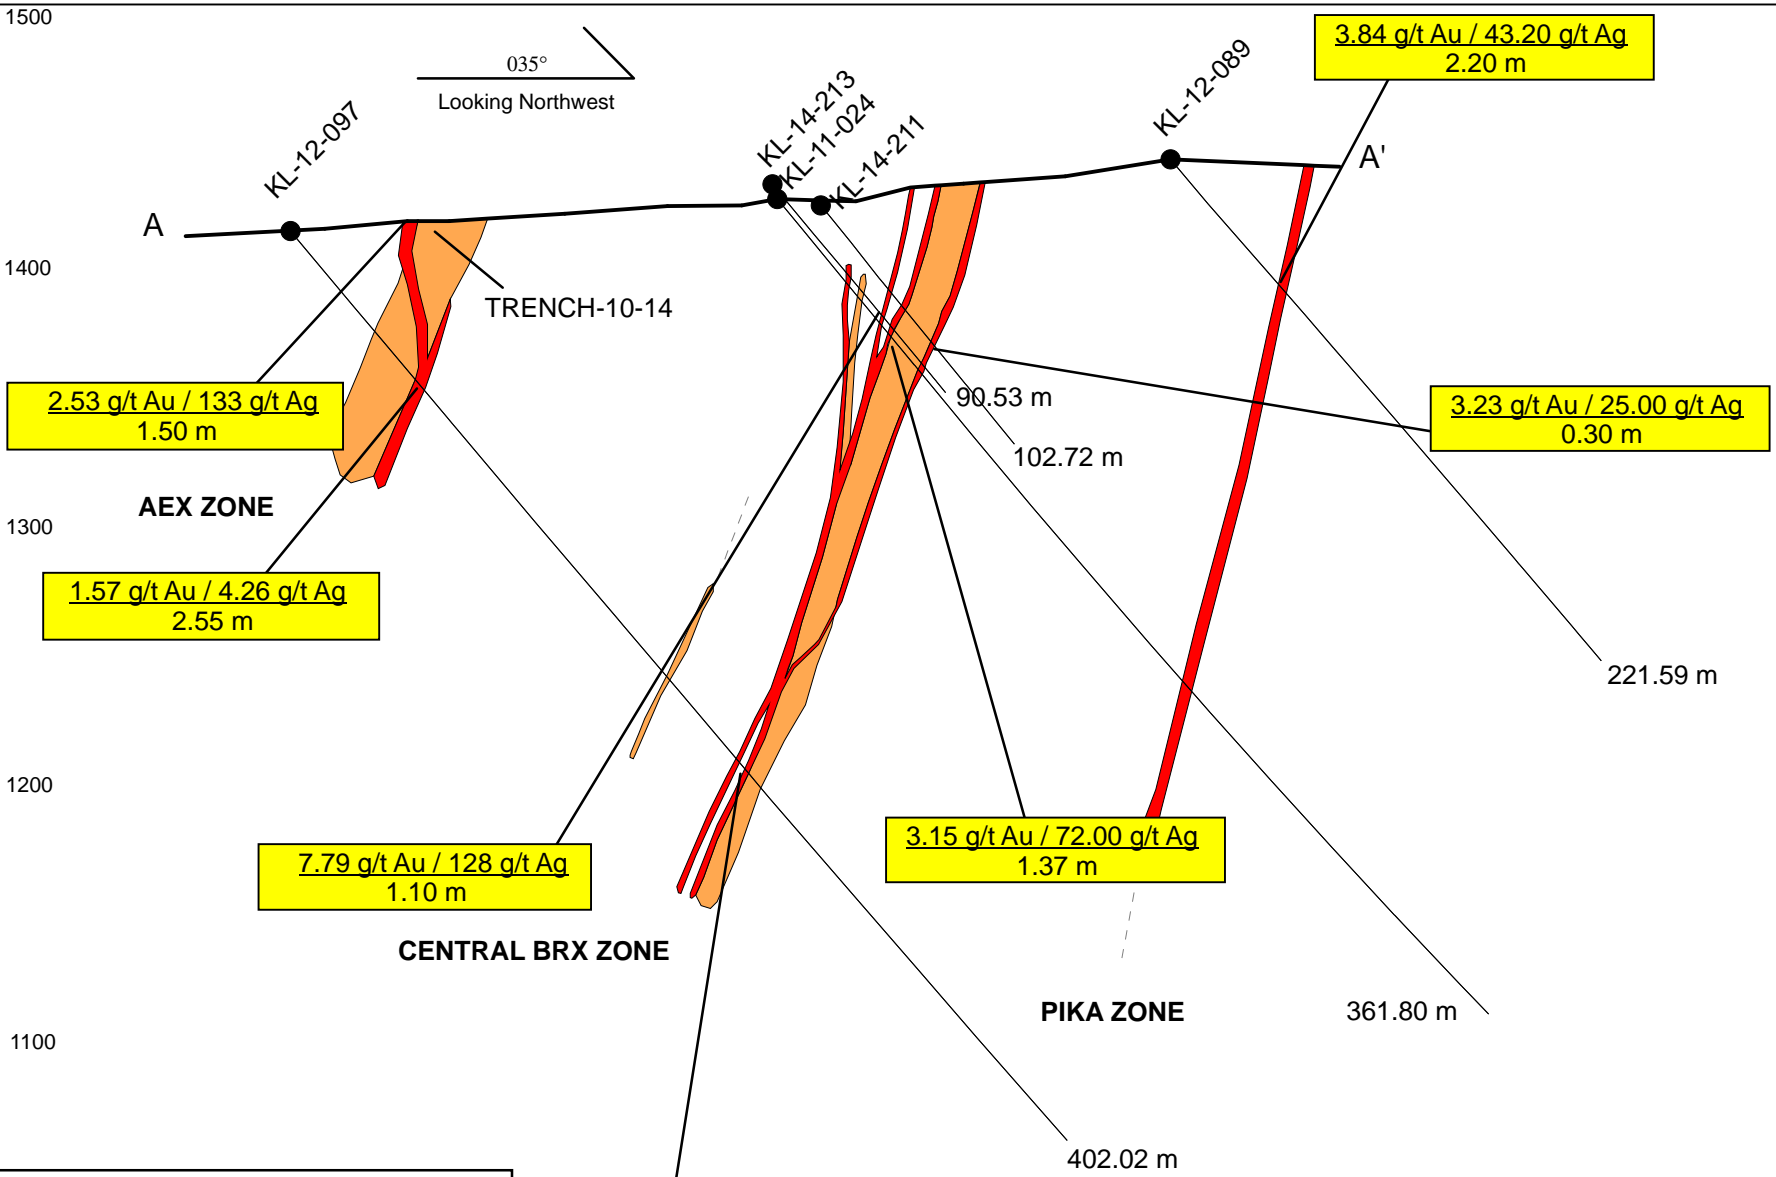 1500
035°
Looking Northwest
3.84 g/t Au / 43.20 g/t Ag
2.20 m
KL-12-097
KL-14-213
KL-11-024
KL-14-211
KL-12-089
A
A'
1400
TRENCH-10-14
2.53 g/t Au / 133 g/t Ag
1.50 m
90.53 m
3.23 g/t Au / 25.00 g/t Ag
0.30 m
102.72 m
AEX ZONE
1300
1.57 g/t Au / 4.26 g/t Ag
2.55 m
221.59 m
1200
3.15 g/t Au / 72.00 g/t Ag
1.37 m
7.79 g/t Au / 128 g/t Ag
1.10 m
CENTRAL BRX ZONE
PIKA ZONE
361.80 m
1100
402.02 m